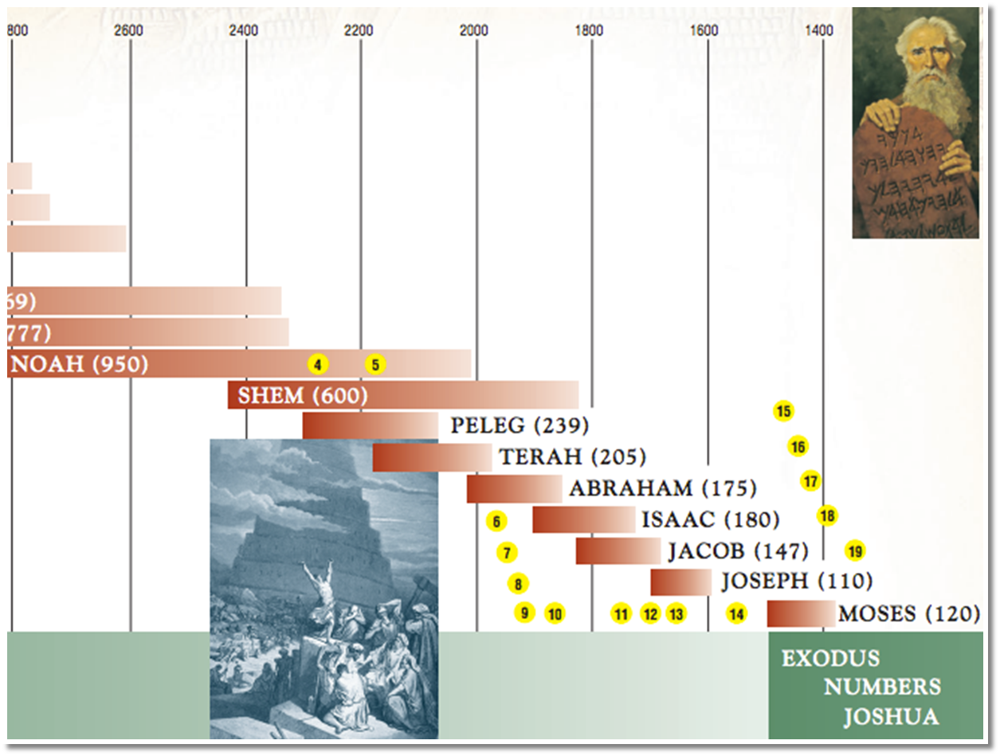 800 2600 2400 2200 2000 1800 1600 1400
69)
777)
NOAH (950) 4 5
SHEM (600)
15
PELEG (239)
16
TERAH (205)
17
ABRAHAM (175)
6 ISAAC (180) 18
7 JACOB (147) 19
8 JOSEPH (110)
9 10 11 12 13 14 MOSES (120)
EXODUS
NUMBERS
JOSHUA